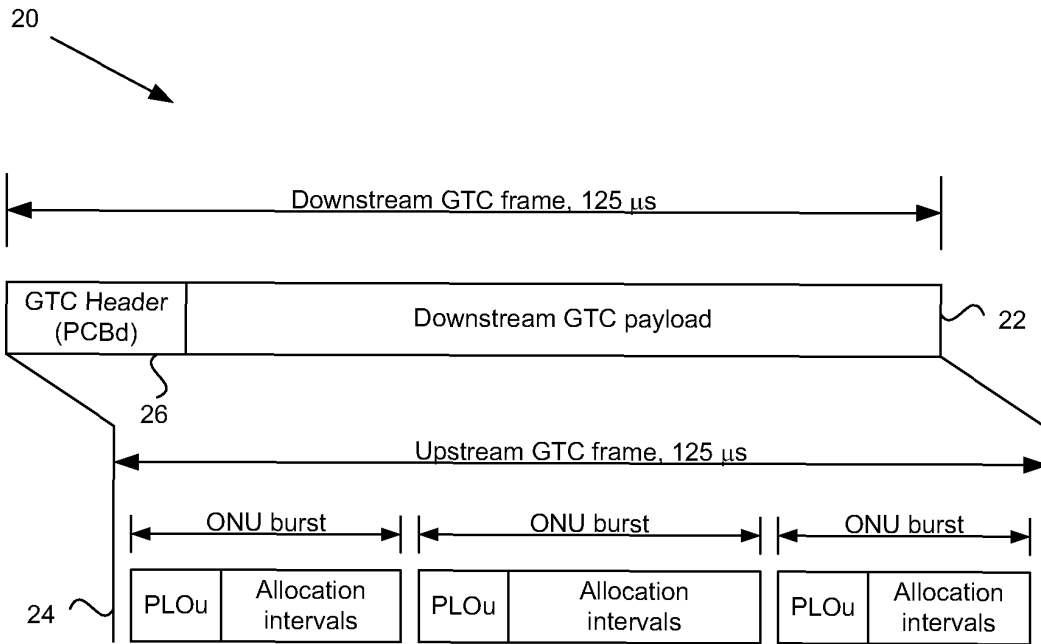 20
Downstream GTC frame, 125 μs
GTC Header
(PCBd)
Downstream GTC payload
22
26
Upstream GTC frame, 125 μs
ONU burst
ONU burst
ONU burst
24
PLOu
Allocation
intervals
PLOu
Allocation
intervals
PLOu
Allocation
intervals